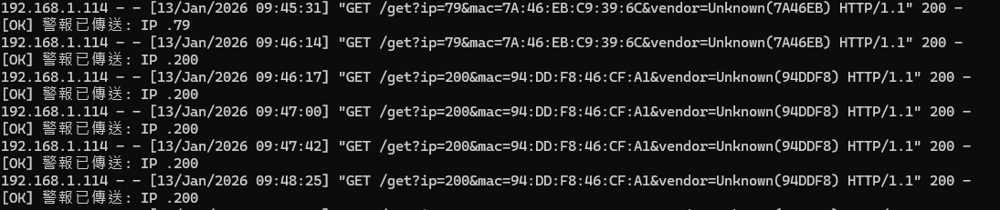 192.168.1.114 - - [13/Jan/2026 09:45:31] "GET /get?ip=79&mac=7A:46:EB:C9:39:6C&vendor=Unknown(7A46EB) HTTP/1.1" 200 -
[OK] 警報已傳送: IP .79
192.168.1.114 - - [13/Jan/2026 09:46:14] "GET /get?ip=79&mac=7A:46:EB:C9:39:6C&vendor=Unknown(7A46EB) HTTP/1.1" 200 -
[OK] 警報已傳送: IP .200
192.168.1.114 - - [13/Jan/2026 09:46:17] "GET /get?ip=200&mac=94:DD:F8:46:CF:A1&vendor=Unknown(94DDF8) HTTP/1.1" 200 -
[OK] 警報已傳送: IP .200
192.168.1.114 - - [13/Jan/2026 09:47:00] "GET /get?ip=200&mac=94:DD:F8:46:CF:A1&vendor=Unknown(94DDF8) HTTP/1.1" 200 -
[OK] 警報已傳送: IP .200
192.168.1.114 - - [13/Jan/2026 09:47:42] "GET /get?ip=200&mac=94:DD:F8:46:CF:A1&vendor=Unknown(94DDF8) HTTP/1.1" 200 -
[OK] 警報已傳送: IP .200
192.168.1.114 - - [13/Jan/2026 09:48:25] "GET /get?ip=200&mac=94:DD:F8:46:CF:A1&vendor=Unknown(94DDF8) HTTP/1.1" 200 -
[OK] 警報已傳送: IP .200